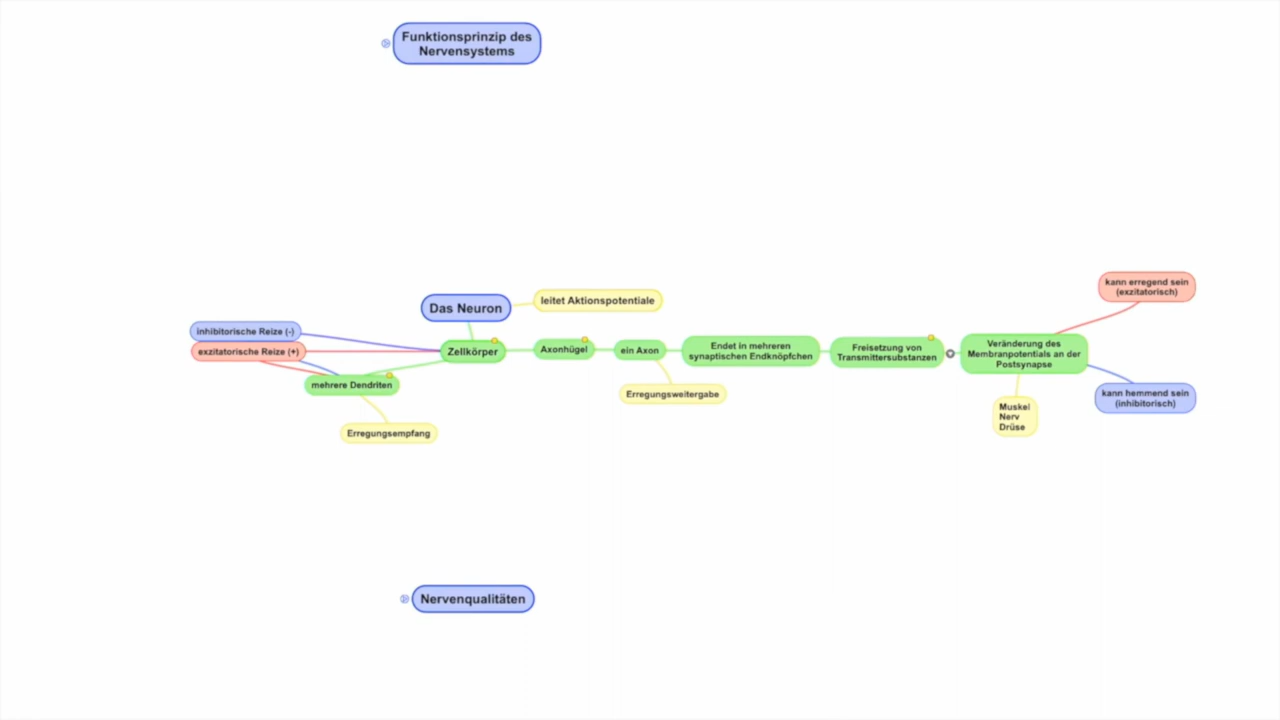 Funktionsprinzip des
Nervensystems
Das Neuron
leitet Aktionspotentiale
inhibitorische Reize (-)
exzitatorische Reize (+)
mehrere Dendriten
Erregungsempfang
Zellkörper
Axonhügel
ein Axon
Erregungsweitergabe
Endet in mehreren
synaptischen Endknöpfchen
Freisetzung von
Transmittersubstanzen
Veränderung des
Membranpotentials an der
Postsynapse
kann erregend sein
(exzitatorisch)
kann hemmend sein
(inhibitorisch)
Muskel
Nerv
Drüse
Nervenqualitäten